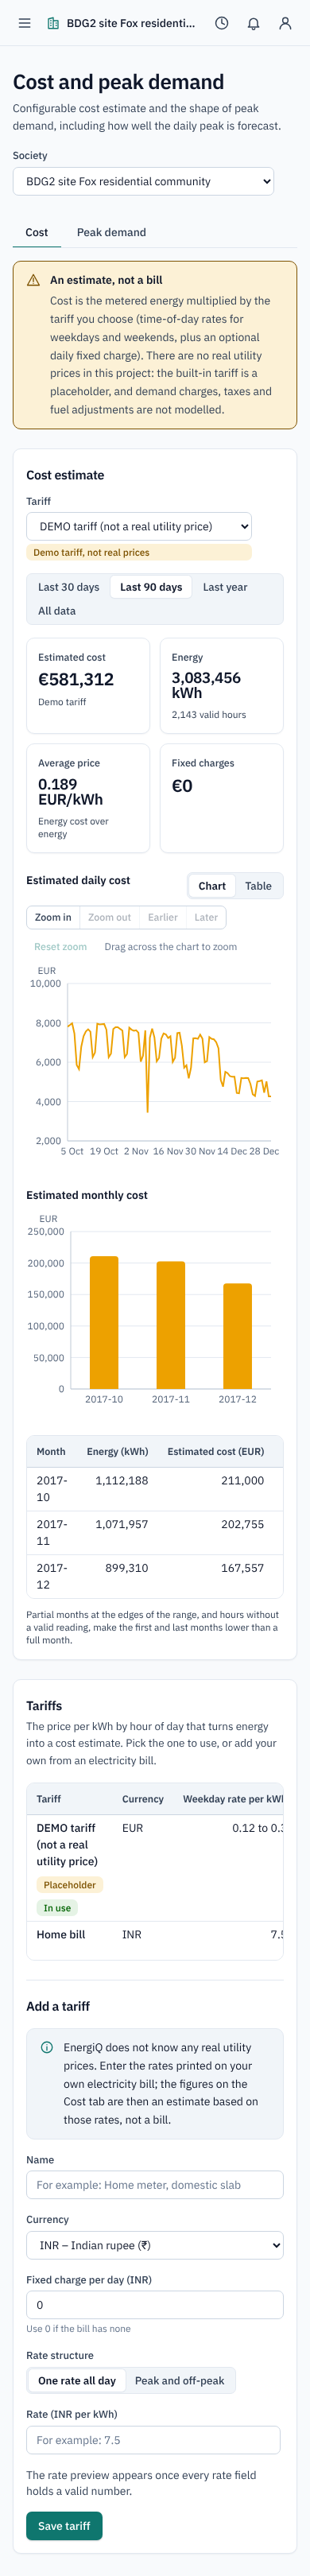 BDG2 site Fox residenti...
Cost and peak demand
Configurable cost estimate and the shape of peak
demand, including how well the daily peak is forecast.
Society
BDG2 site Fox residential community
Cost
Peak demand
An estimate, not a bill
Cost is the metered energy multiplied by the
tariff you choose (time-of-day rates for
weekdays and weekends, plus an optional
daily fixed charge). There are no real utility
prices in this project: the built-in tariff is a
placeholder, and demand charges, taxes and
fuel adjustments are not modelled.
Cost estimate
Tariff
DEMO tariff (not a real utility price)
Demo tariff, not real prices
Last 30 days
Last 90 days
Last year
All data
Estimated cost
€581,312
Demo tariff
Energy
3,083,456
kWh
2,143 valid hours
Average price
0.189
EUR/kWh
Energy cost over
energy
Fixed charges
€0
Estimated daily cost
Chart
Table
Zoom in
Zoom out
Earlier
Later
Reset zoom
Drag across the chart to zoom
EUR
10,000
8,000
6,000
4,000
2,000
5 Oct 19 Oct 2 Nov 16 Nov 30 Nov 14 Dec 28 Dec
Estimated monthly cost
EUR
250,000
200,000
150,000
100,000
50,000
0
2017-10 2017-11 2017-12
Month Energy (kWh) Estimated cost (EUR)
2017-
10 1,112,188 211,000
2017-
11 1,071,957 202,755
2017-
12 899,310 167,557
Partial months at the edges of the range, and hours without
a valid reading, make the first and last months lower than a
full month.
Tariffs
The price per kWh by hour of day that turns energy
into a cost estimate. Pick the one to use, or add your
own from an electricity bill.
Tariff Currency Weekday rate per kWh
DEMO tariff
(not a real
utility price)
EUR 0.12 to 0.3
Placeholder
In use
Home bill INR 7.5
Add a tariff
EnergiQ does not know any real utility
prices. Enter the rates printed on your
own electricity bill; the figures on the
Cost tab are then an estimate based on
those rates, not a bill.
Name
For example: Home meter, domestic slab
Currency
INR – Indian rupee (₹)
Fixed charge per day (INR)
0
Use 0 if the bill has none
Rate structure
One rate all day
Peak and off-peak
Rate (INR per kWh)
For example: 7.5
The rate preview appears once every rate field
holds a valid number.
Save tariff